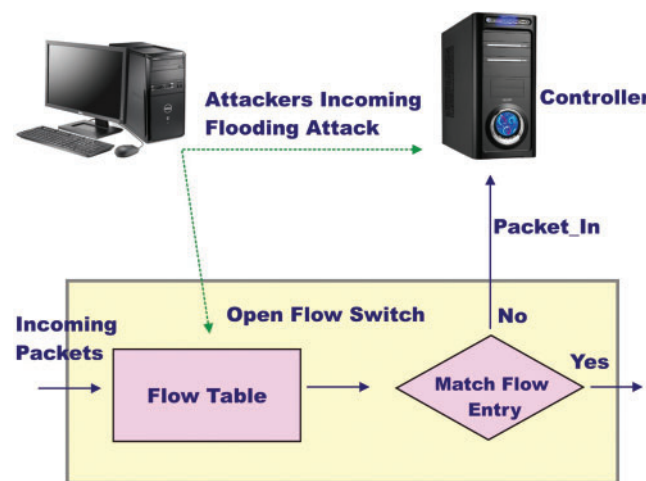 Attackers Incoming
Flooding Attack
Controller
Packet_In
Open Flow Switch
No
Incoming
Packets
Yes
Flow Table
Match Flow
Entry